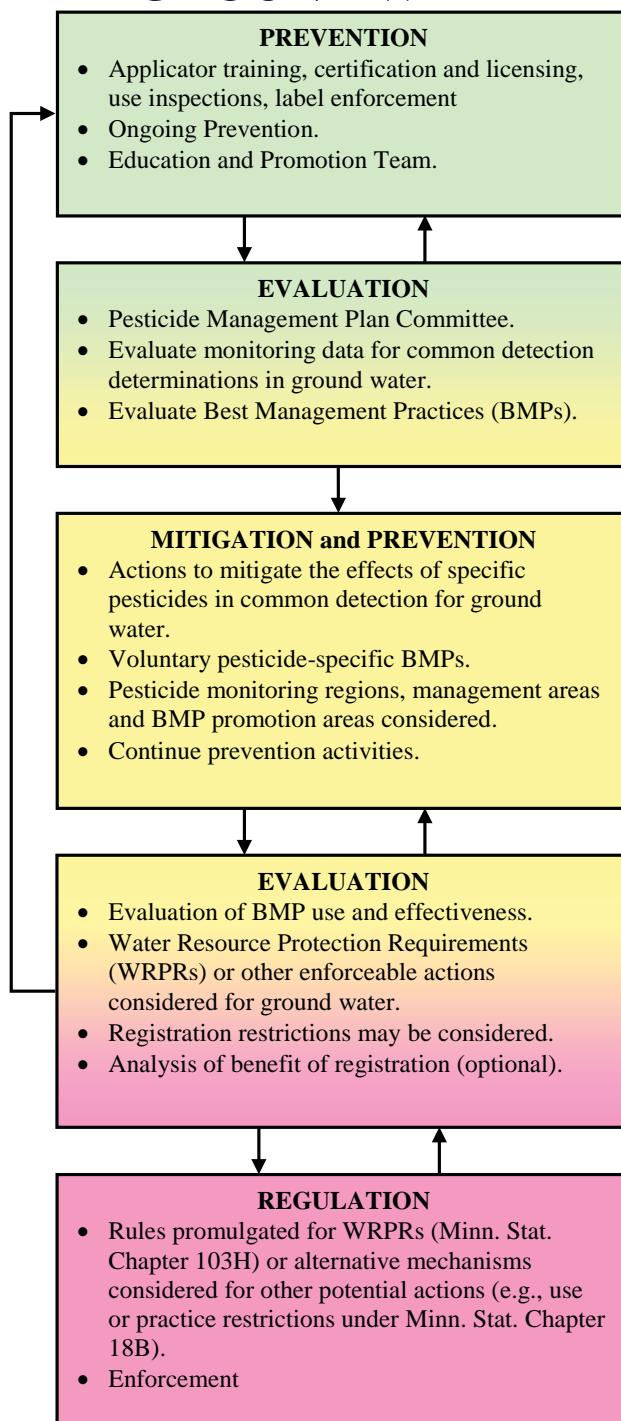 PREVENTION
• Applicator training, certification and licensing,
use inspections, label enforcement
• Ongoing Prevention.
• Education and Promotion Team.
EVALUATION
• Pesticide Management Plan Committee.
• Evaluate monitoring data for common detection
determinations in ground water.
• Evaluate Best Management Practices (BMPs).
MITIGATION and PREVENTION
• Actions to mitigate the effects of specific
pesticides in common detection for ground
water.
• Voluntary pesticide-specific BMPs.
• Pesticide monitoring regions, management areas
and BMP promotion areas considered.
• Continue prevention activities.
EVALUATION
• Evaluation of BMP use and effectiveness.
• Water Resource Protection Requirements
(WRPRs) or other enforceable actions
considered for ground water.
• Registration restrictions may be considered.
• Analysis of benefit of registration (optional).
REGULATION
• Rules promulgated for WRPRs (Minn. Stat.
Chapter 103H) or alternative mechanisms
considered for other potential actions (e.g., use
or practice restrictions under Minn. Stat. Chapter
18B).
• Enforcement